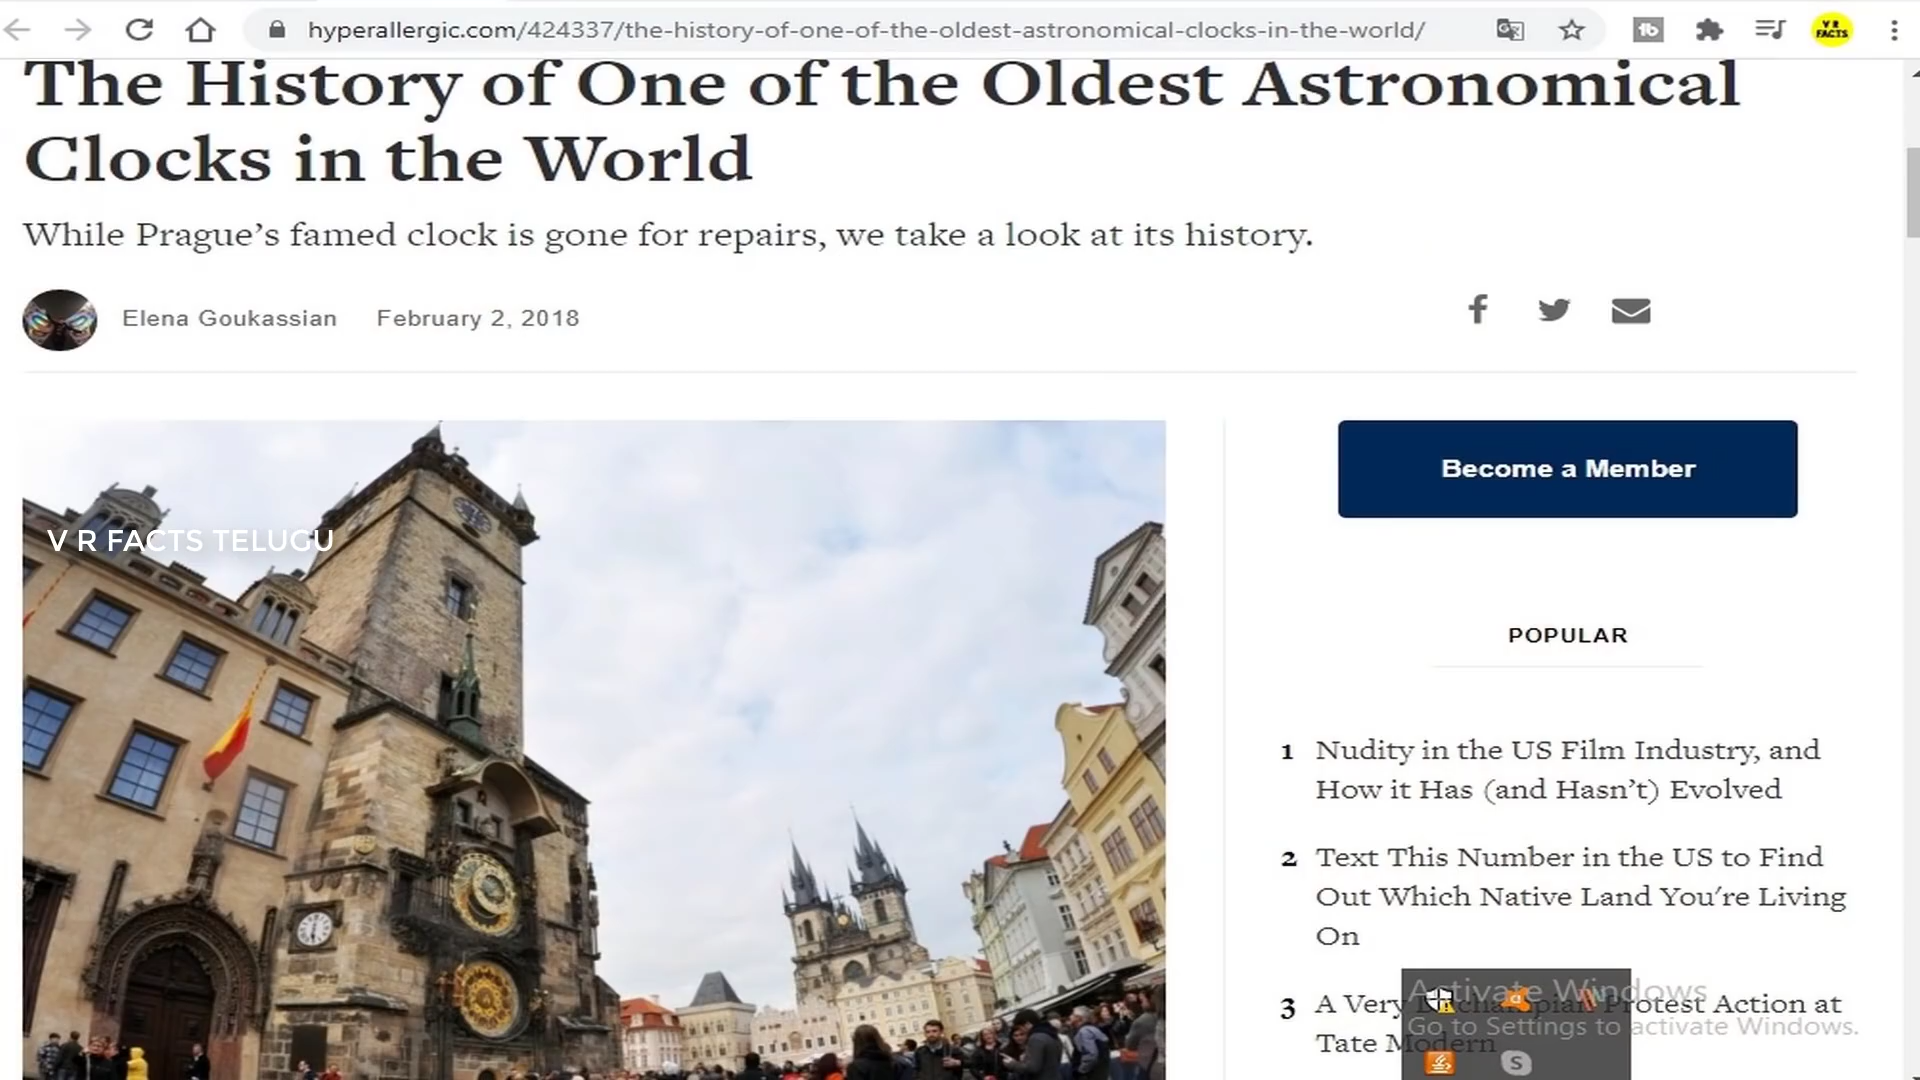 hyperallergic.com/424337/the-history-of-one-of-the-oldest-astronomical-clocks-in-the-world/
V R
FACTS
The History of One of the Oldest Astronomical
Clocks in the World
While Prague’s famed clock is gone for repairs, we take a look at its history.
Elena Goukassian February 2, 2018
V R FACTS TELUGU
Become a Member
POPULAR
1 Nudity in the US Film Industry, and
How it Has (and Hasn’t) Evolved
2 Text This Number in the US to Find
Out Which Native Land You’re Living
On
3 A Very Protest Action at
Tate Modern
Activate Windows
Go to Settings to activate Windows.